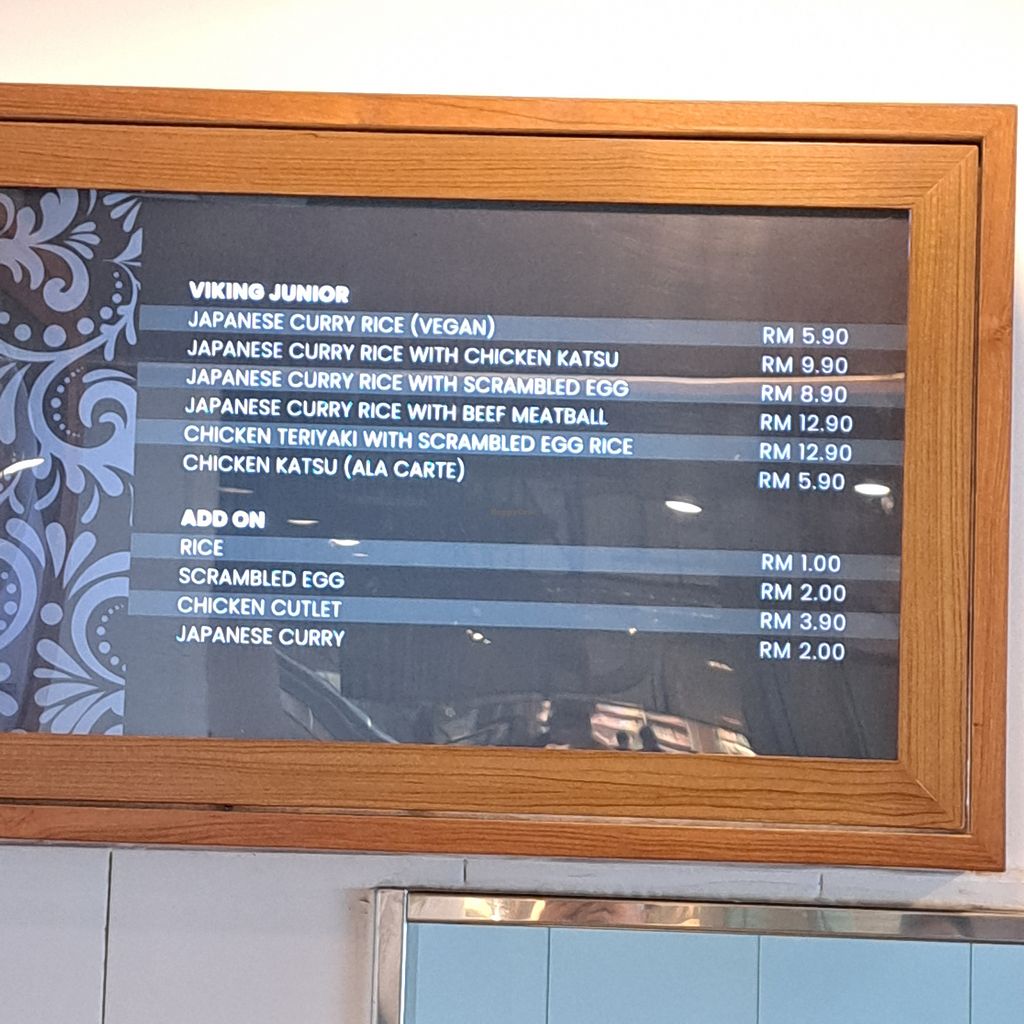 VIKING JUNIOR
JAPANESE CURRY RICE (VEGAN) RM 5.90
JAPANESE CURRY RICE WITH CHICKEN KATSU RM 9.90
JAPANESE CURRY RICE WITH SCRAMBLED EGG RM 8.90
JAPANESE CURRY RICE WITH BEEF MEATBALL RM 12.90
CHICKEN TERIYAKI WITH SCRAMBLED EGG RICE RM 12.90
CHICKEN KATSU (ALA CARTE) RM 5.90
ADD ON
RICE RM 1.00
SCRAMBLED EGG RM 2.00
CHICKEN CUTLET RM 3.90
JAPANESE CURRY RM 2.00